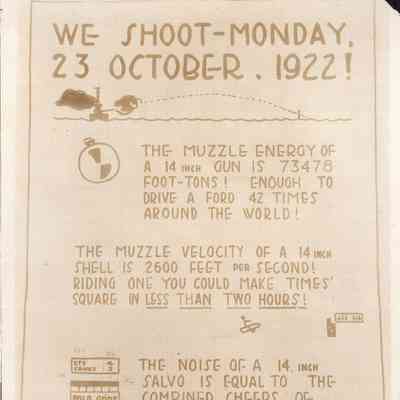 WE SHOOT-MONDAY,
23 OCTOBER . 1922!
THE MUZZLE ENERGY OF
A 14 INCH GUN IS 73478
FOOT-TONS! ENOUGH TO
DRIVE A FORD 42 TIMES
AROUND THE WORLD!
THE MUZZLE VELOCITY OF A 14 INCH
SHELL IS 2600 FEET PER SECOND!
RIDING ONE YOU COULD MAKE TIMES'
SQUARE IN LESS THAN TWO HOURS!
THE NOISE OF A 14 INCH
SALVO IS EQUAL TO THE
COMBINED CHEERS OF